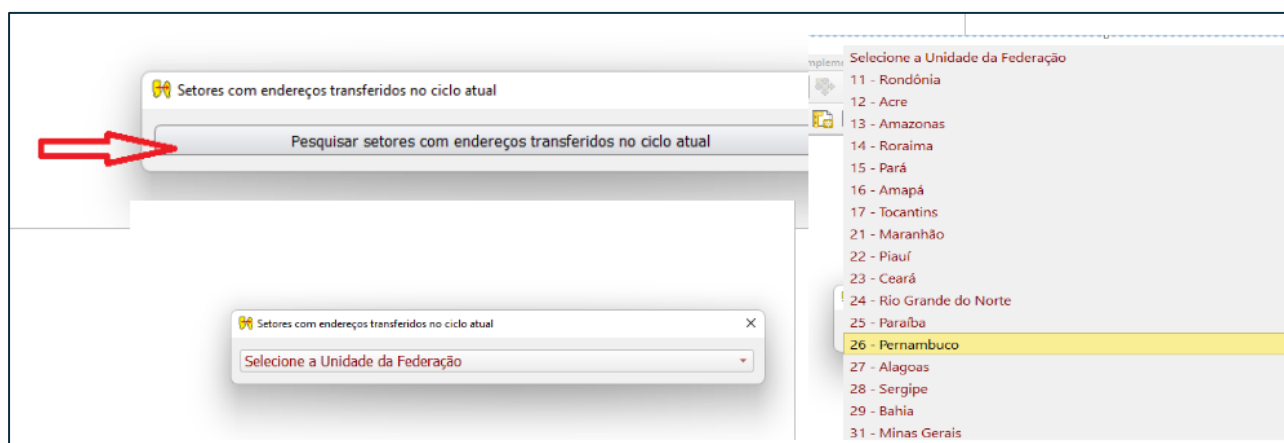 Setores com endereços transferidos no ciclo atual
Pesquisar setores com endereços transferidos no ciclo atual
Setores com endereços transferidos no ciclo atual
Selecione a Unidade da Federação
Selecione a Unidade da Federação
11 - Rondônia
12 - Acre
13 - Amazonas
14 - Roraima
15 - Pará
16 - Amapá
17 - Tocantins
21 - Maranhão
22 - Piauí
23 - Ceará
24 - Rio Grande do Norte
25 - Paraíba
26 - Pernambuco
27 - Alagoas
28 - Sergipe
29 - Bahia
31 - Minas Gerais